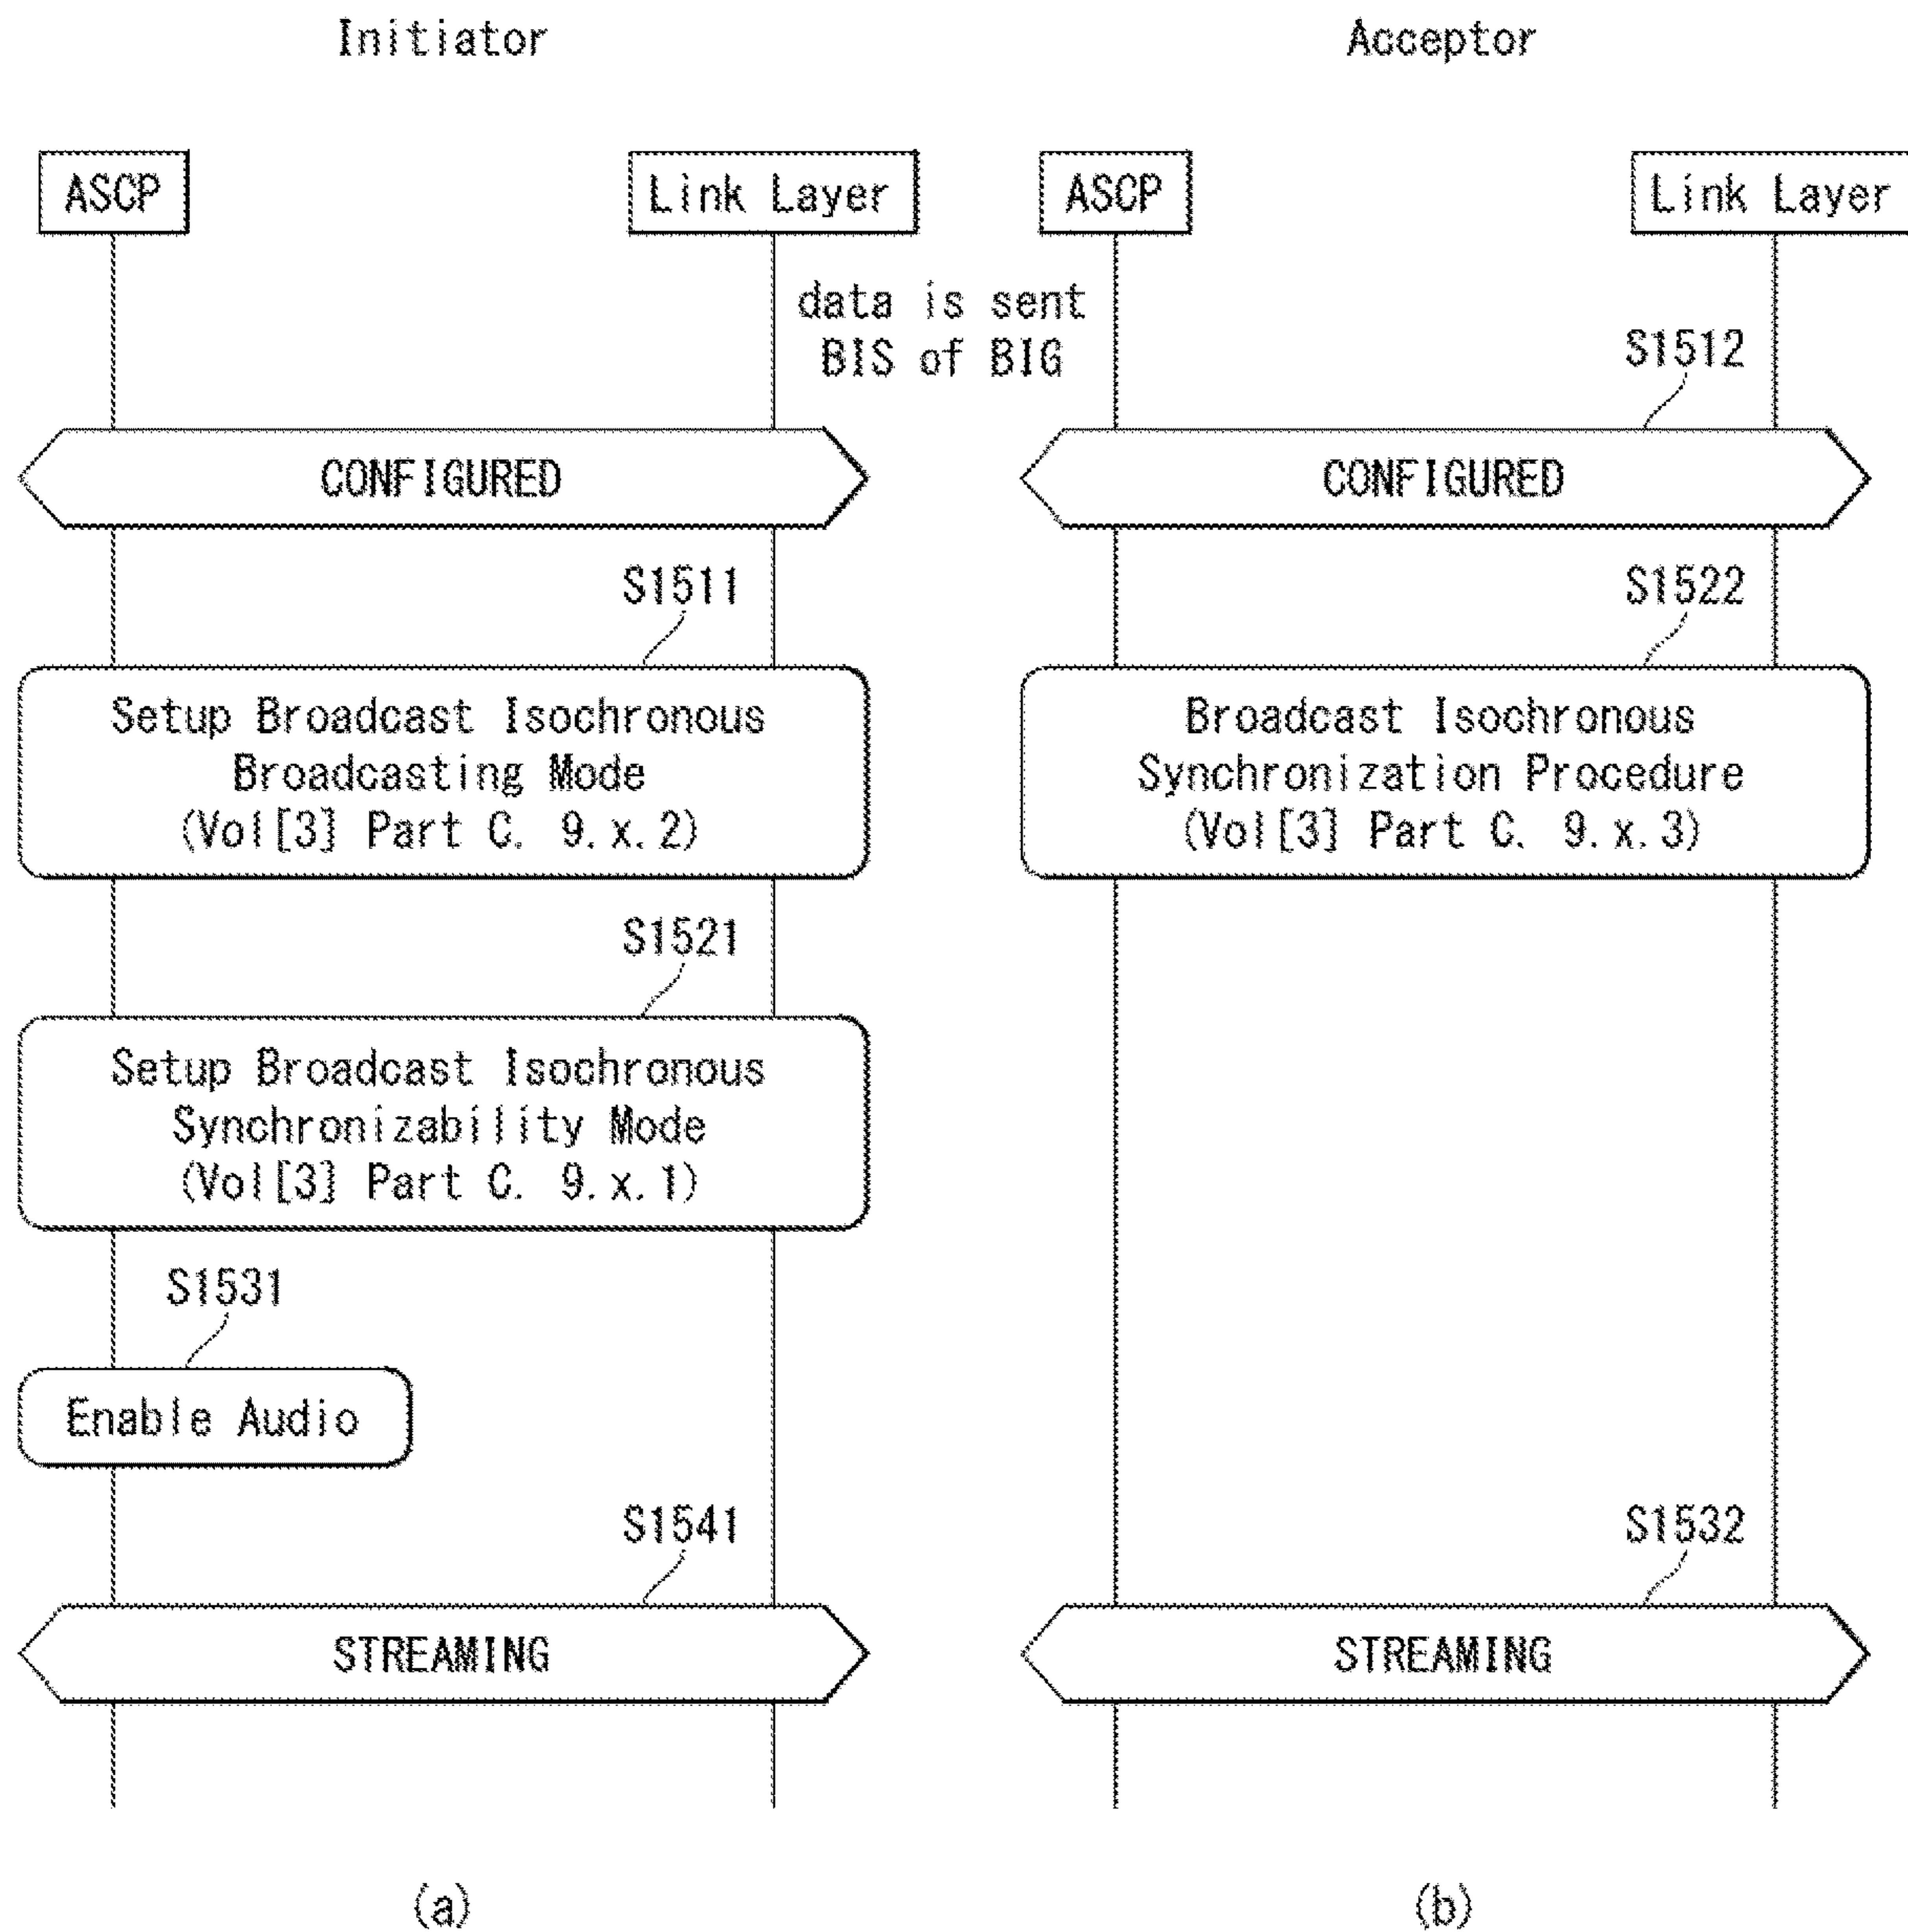 Initiator
Acceptor
ASCP
Link Layer
ASCP
Link Layer
data is sent
BIS of BIG
S1512
CONFIGURED
CONFIGURED
S1511
S1522
Setup Broadcast Isochronous
Broadcasting Mode
(Vol[3] Part C. 9.x.2)
Broadcast Isochronous
Synchronization Procedure
(Vol[3] Part C. 9.x.3)
S1521
Setup Broadcast Isochronous
Synchronizability Mode
(Vol[3] Part C. 9.x.1)
S1531
Enable Audio
S1541
S1532
STREAMING
STREAMING
(a)
(b)